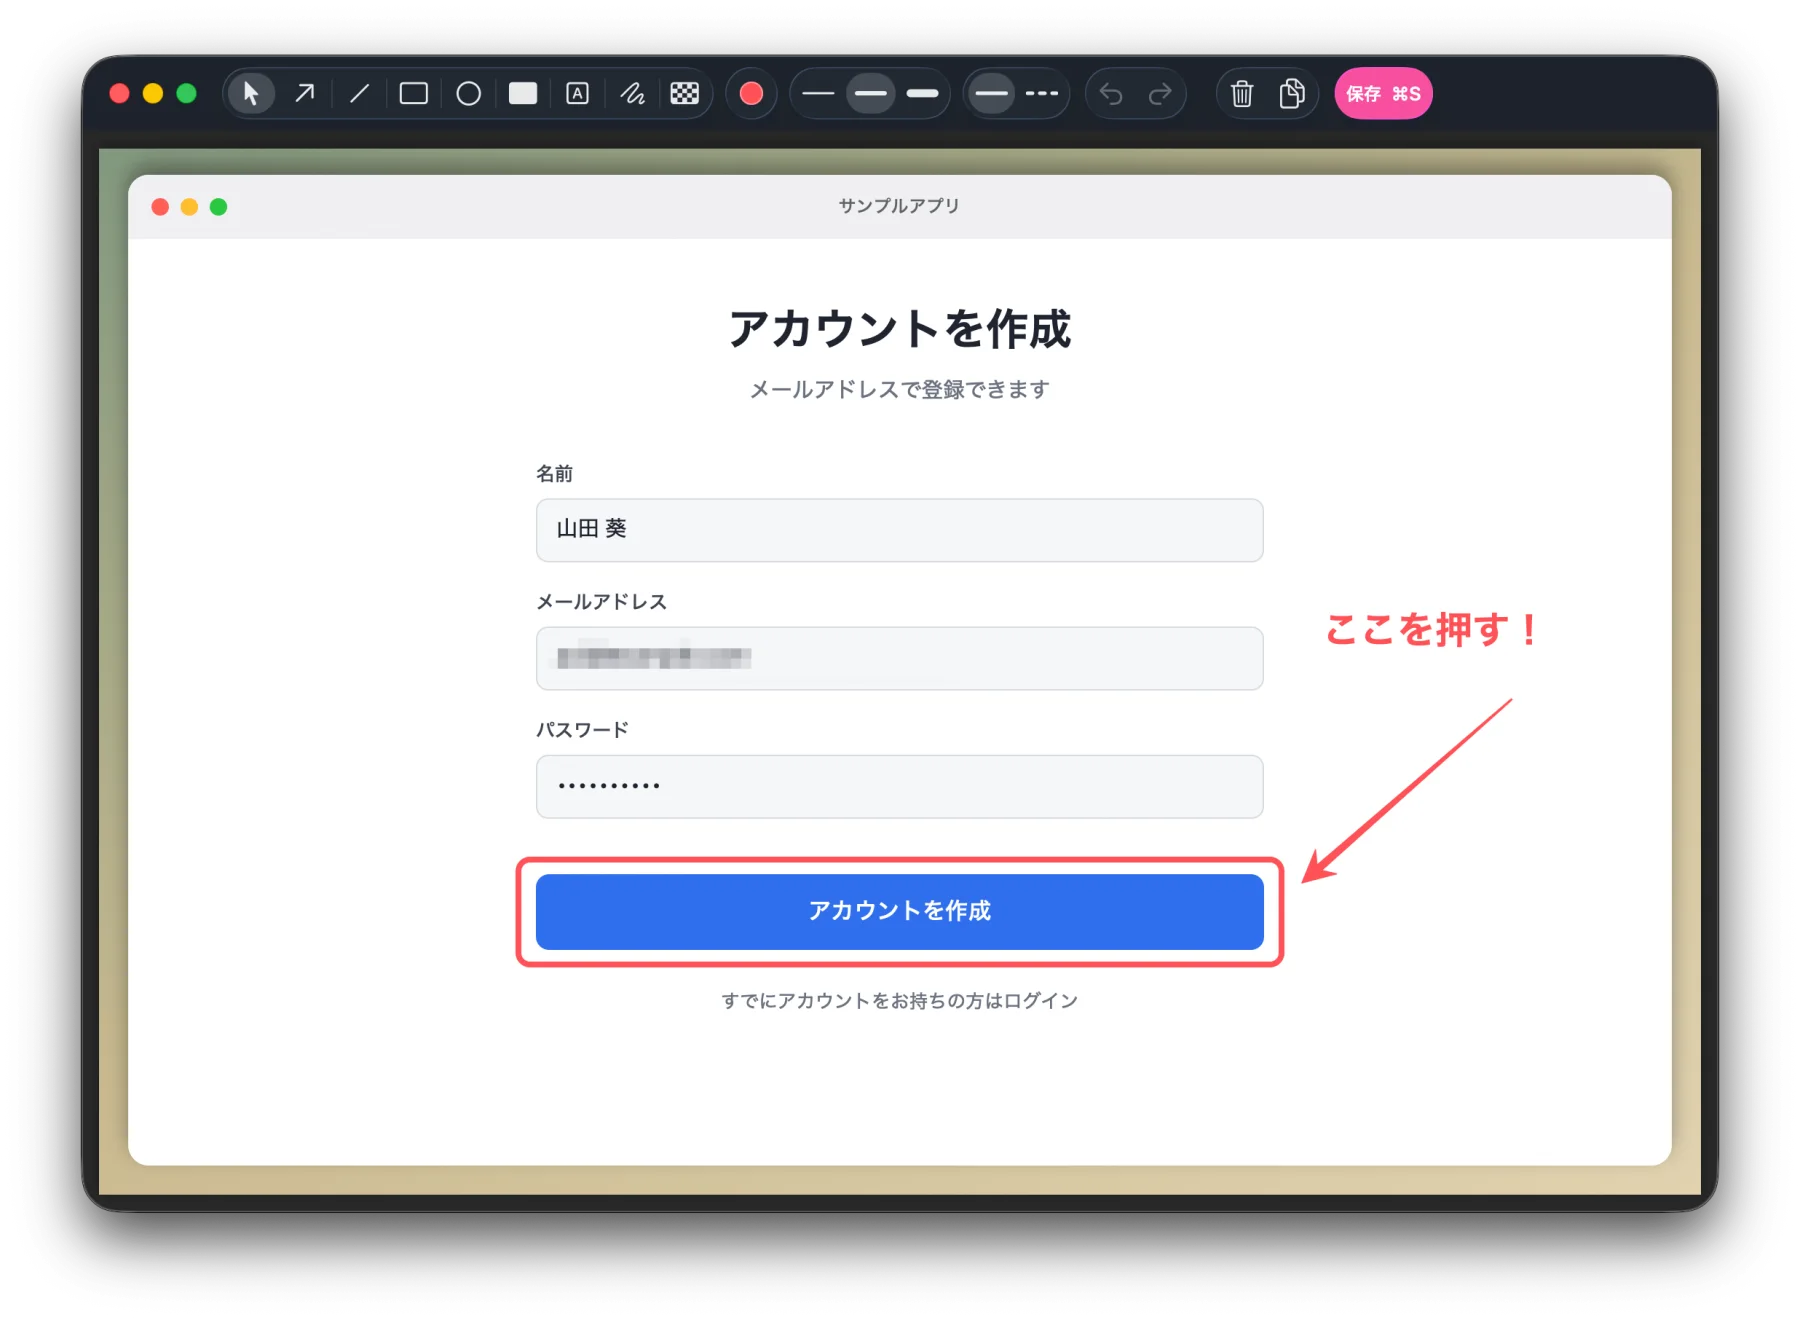 A
保存 ⌘S
サンプルアプリ
アカウントを作成
メールアドレスで登録できます
名前
山田 葵
メールアドレス
ここを押す！
パスワード
••••••••••
アカウントを作成
すでにアカウントをお持ちの方はログイン